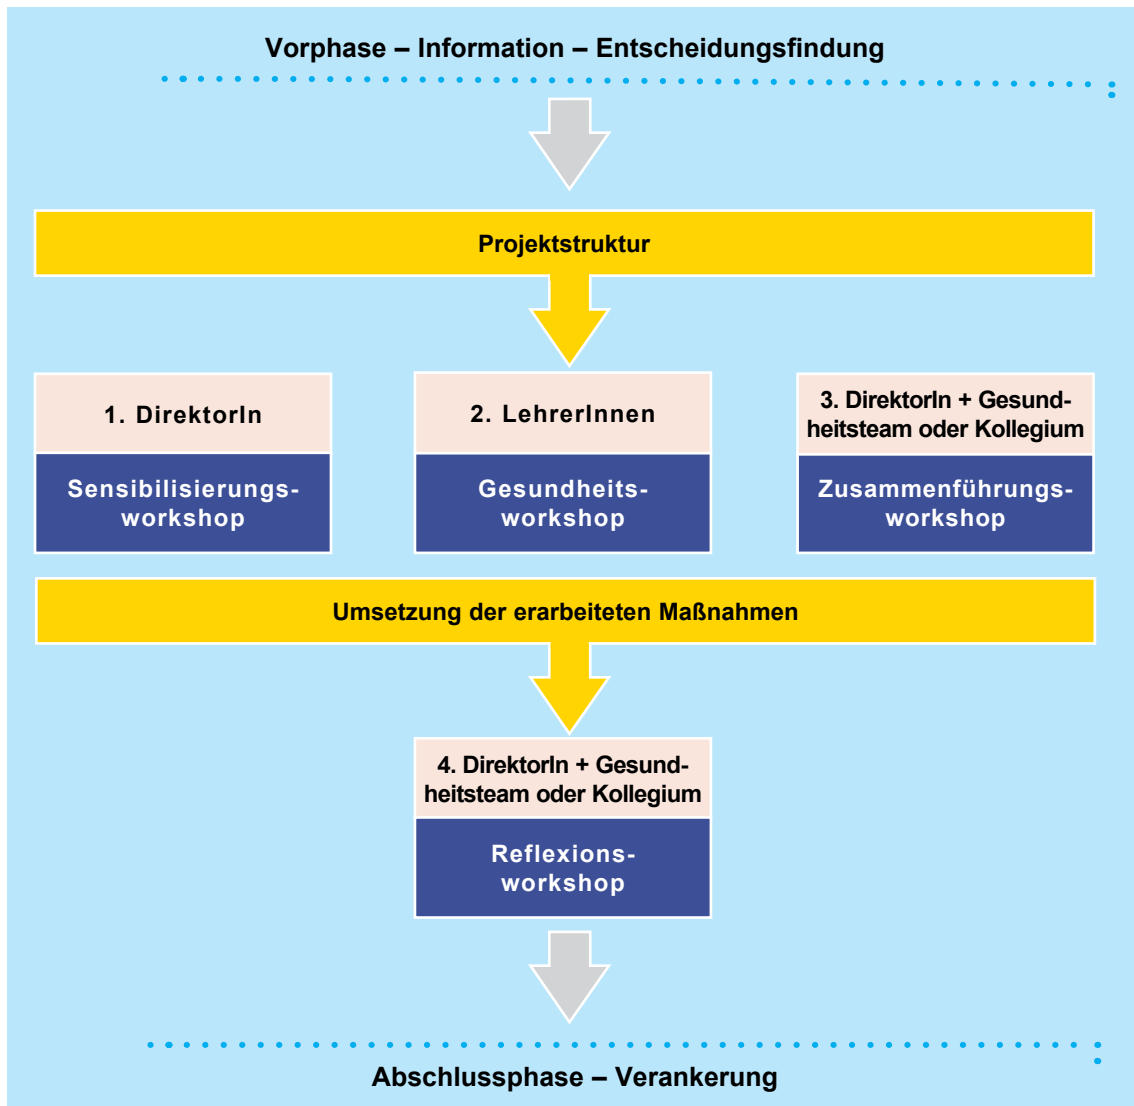 Vorphase – Information – Entscheidungsfindung
Projektstruktur
1. DirektorIn
Sensibilisierungs-
workshop
2. LehrerInnen
Gesundheits-
workshop
3. DirektorIn + Gesund-
heitsteam oder Kollegium
Zusammenführungs-
workshop
Umsetzung der erarbeiteten Maßnahmen
4. DirektorIn + Gesund-
heitsteam oder Kollegium
Reflexions-
workshop
Abschlussphase – Verankerung